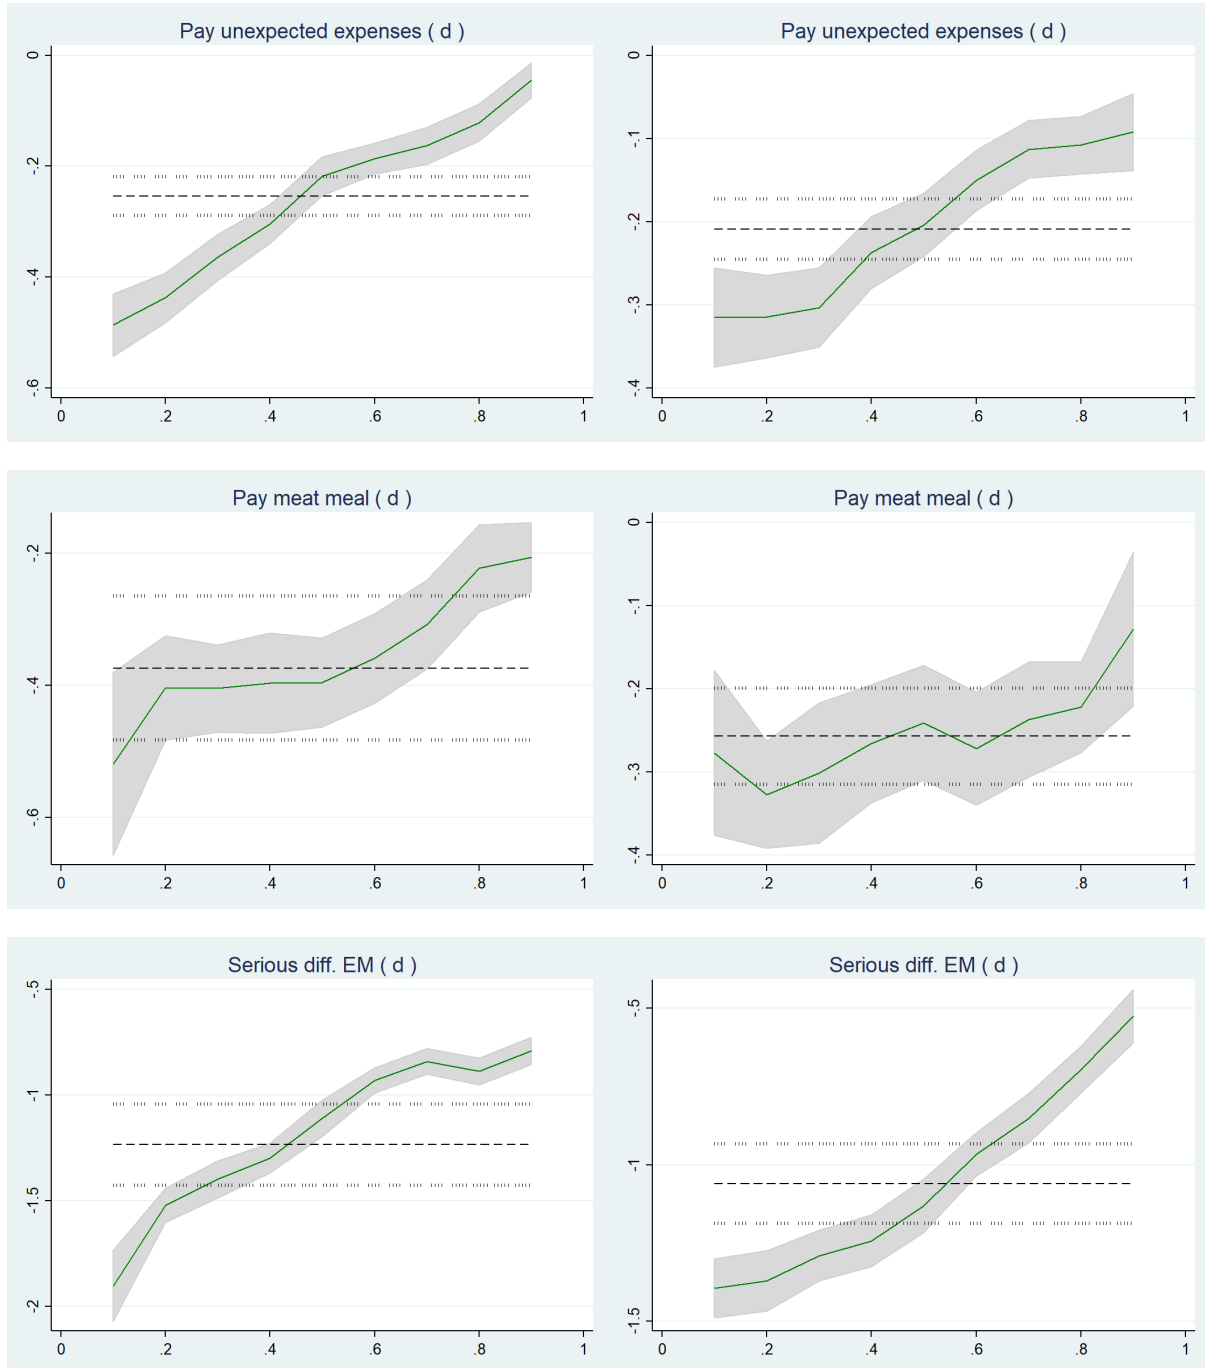 Pay unexpected expenses ( d )
0
-.2
-.4
-.6
0 .2 .4 .6 .8 1
Pay unexpected expenses ( d )
0
-.1
-.2
-.3
-.4
0 .2 .4 .6 .8 1
Pay meat meal ( d )
-.2
-.4
-.6
0 .2 .4 .6 .8 1
Pay meat meal ( d )
0
-.1
-.2
-.3
-.4
0 .2 .4 .6 .8 1
Serious diff. EM ( d )
-.5
-1
-1.5
-2
0 .2 .4 .6 .8 1
Serious diff. EM ( d )
-.5
-1
-1.5
0 .2 .4 .6 .8 1